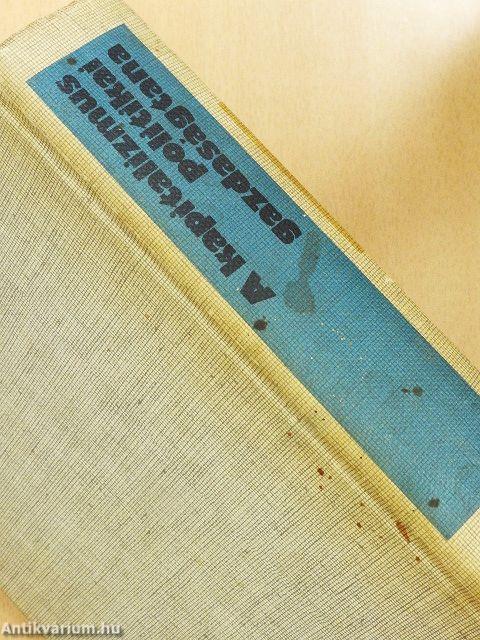 A kapitalizmus
politikai
gazdaságtana
Antikvarium.hu